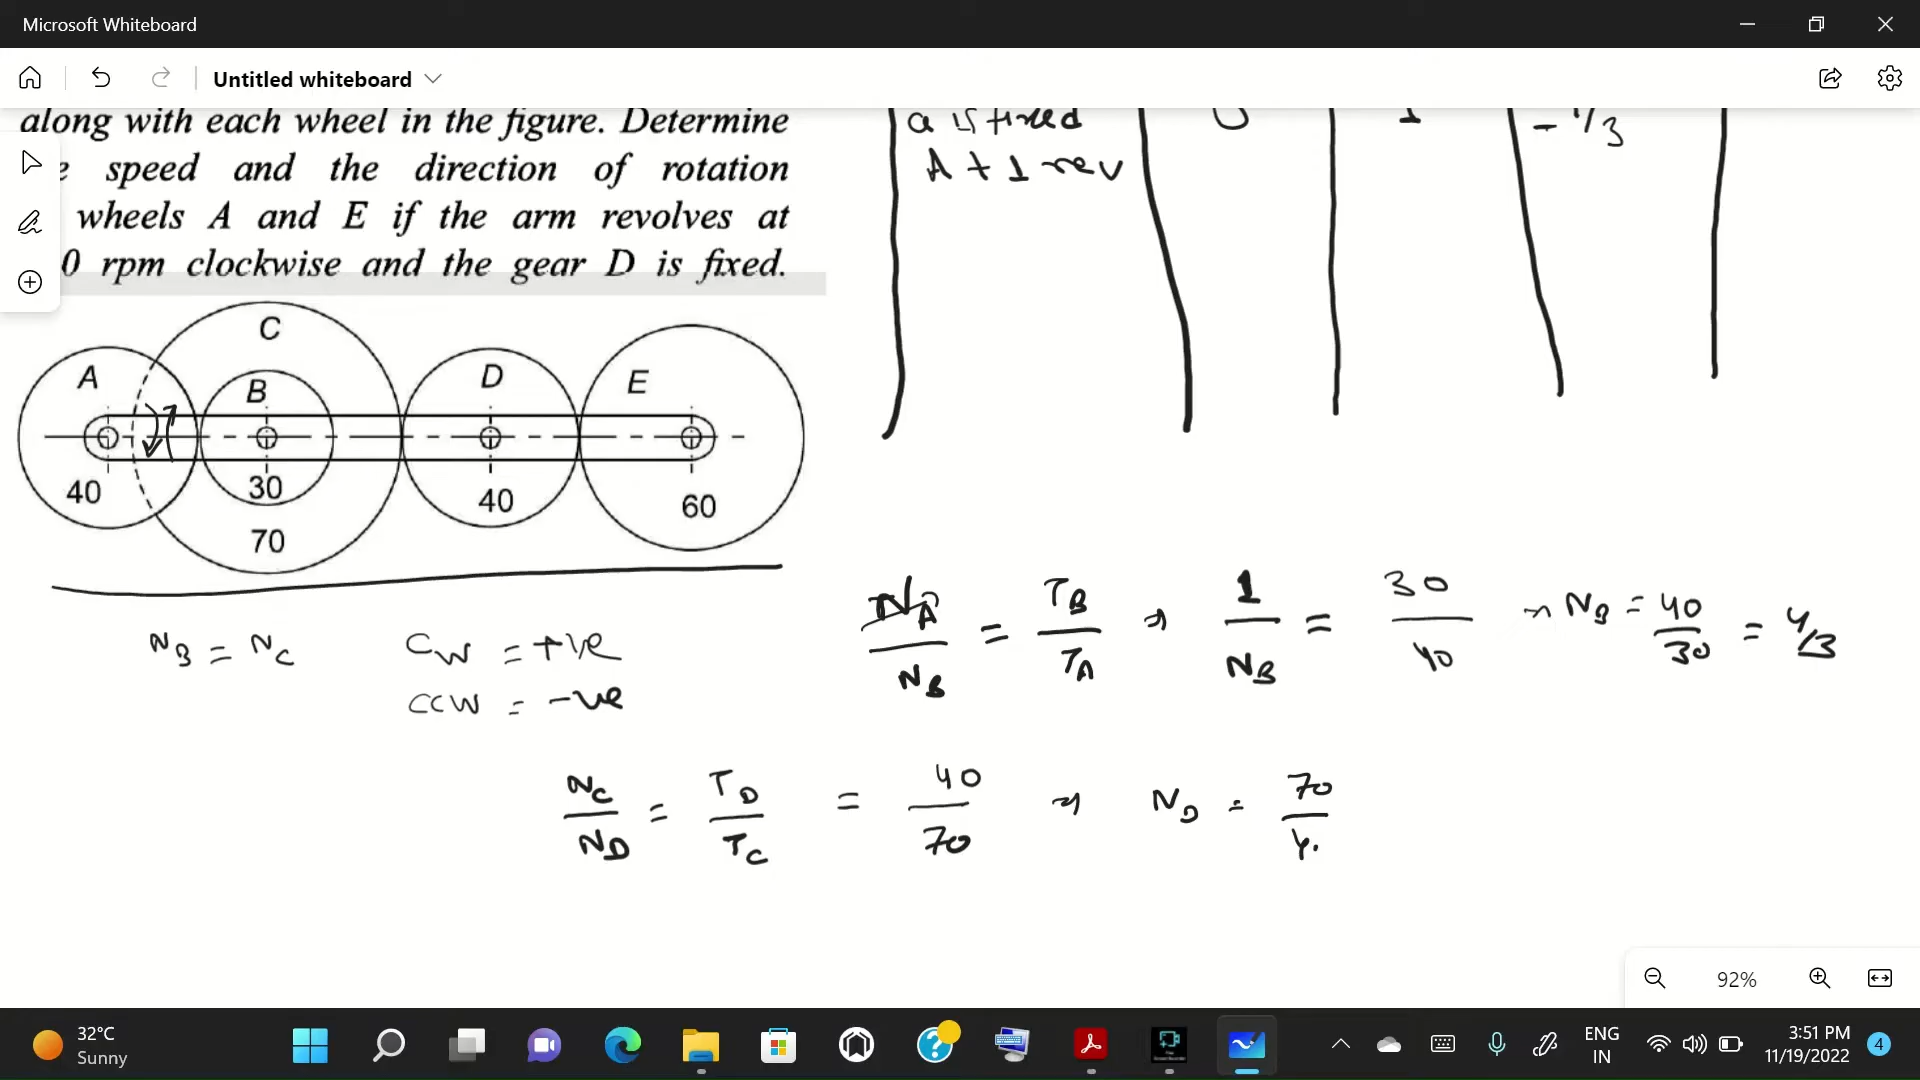 Microsoft Whiteboard
Untitled whiteboard
along with each wheel in the figure. Determine
e speed and the direction of rotation
wheels A and E if the arm revolves at
0 rpm clockwise and the gear D is fixed.
a is fixed
A + 1 rev
0
1
- 1/3
C
A
B
D
E
40
30
40
60
70
N_B = N_C
CW = +ve
CCW = -ve
N_A/N_B = T_B/T_A ⇒ 1/N_B = 30/40 ⇒ N_B = 40/30 = 4/3
N_C/N_D = T_D/T_C = 40/70 ⇒ N_D = 70/4.
92%
32°C
Sunny
ENG
IN
3:51 PM
11/19/2022
4